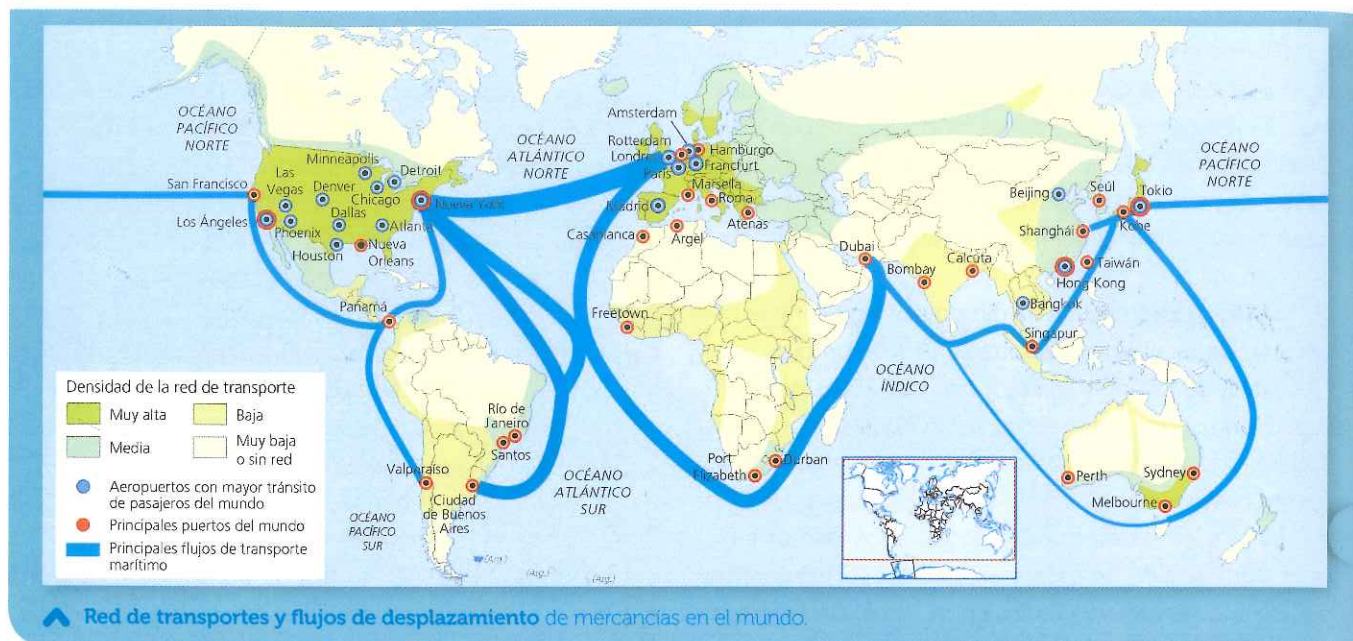 OCÉANO
PACÍFICO
NORTE
OCÉANO
ATLÁNTICO
NORTE
OCÉANO
PACÍFICO
NORTE
Amsterdam
Rotterdam
Hamburgo
Londres
Francfurt
París
Marsella
Madrid
Roma
Atenas
Casablanca
Argel
Minneápolis
Detroit
Las
Vegas
Denver
Chicago
San Francisco
Nueva York
Dallas
Los Ángeles
Atlanta
Phoenix
Houston
Nueva
Orleans
Panamá
Beijing
Seúl
Tokio
Kobe
Shanghái
Dubai
Bombay
Calcuta
Taiwán
Hong Kong
Bangkok
Singapur
Freetown
OCÉANO
ÍNDICO
Río de
Janeiro
Santos
Valparaíso
Ciudad
de Buenos
Aires
OCÉANO
ATLÁNTICO
SUR
OCÉANO
PACÍFICO
SUR
Port
Elizabeth
Durban
Perth
Sydney
Melbourne
(Arg.)
(Arg.)
(Arg.)
Densidad de la red de transporte
Muy alta
Baja
Media
Muy baja
o sin red
Aeropuertos con mayor tránsito
de pasajeros del mundo
Principales puertos del mundo
Principales flujos de transporte
marítimo
Red de transportes y flujos de desplazamiento de mercancías en el mundo.